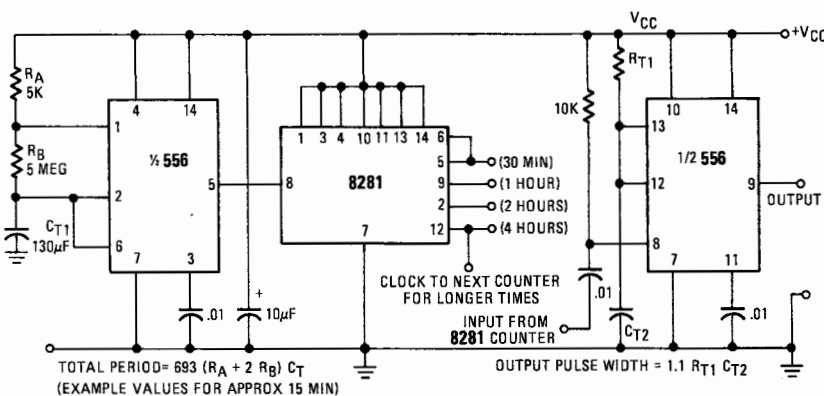 VCC
+VCC
RA
5K
RB
5 MEG
CT1
130µF
4
14
1
½ 556
2
5
6
7
3
.01
+
10µF
1
3
4
10
11
13
14
6
5
8
8281
9
2
7
12
(30 MIN)
(1 HOUR)
(2 HOURS)
(4 HOURS)
CLOCK TO NEXT COUNTER
FOR LONGER TIMES
INPUT FROM
8281 COUNTER
10K
.01
RT1
CT2
10
14
13
1/2 556
12
9
8
7
11
.01
OUTPUT
TOTAL PERIOD= 693 (RA + 2 RB) CT
(EXAMPLE VALUES FOR APPROX 15 MIN)
OUTPUT PULSE WIDTH = 1.1 RT1 CT2